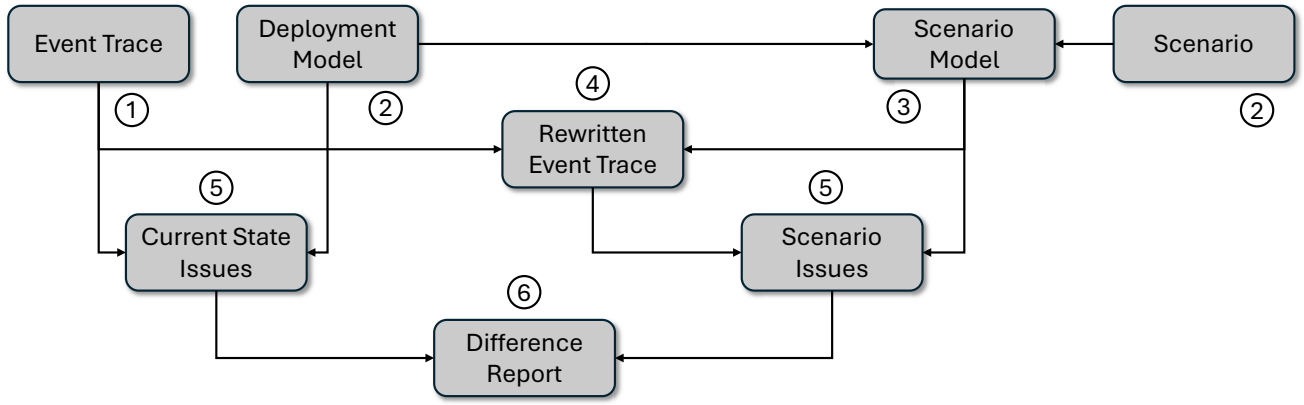 Event Trace
Deployment
Model
Scenario
Model
Scenario
①
②
④
③
②
Rewritten
Event Trace
⑤
⑤
Current State
Issues
Scenario
Issues
⑥
Difference
Report